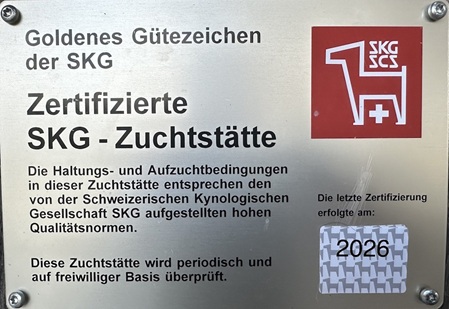 Goldenes Gütezeichen
der SKG
SKG
SCS
Zertifizierte
SKG - Zuchtstätte
Die Haltungs- und Aufzuchtbedingungen
in dieser Zuchtstätte entsprechen den
von der Schweizerischen Kynologischen
Gesellschaft SKG aufgestellten hohen
Qualitätsnormen.
Die letzte Zertifizierung
erfolgte am:
2026
Diese Zuchtstätte wird periodisch und
auf freiwilliger Basis überprüft.